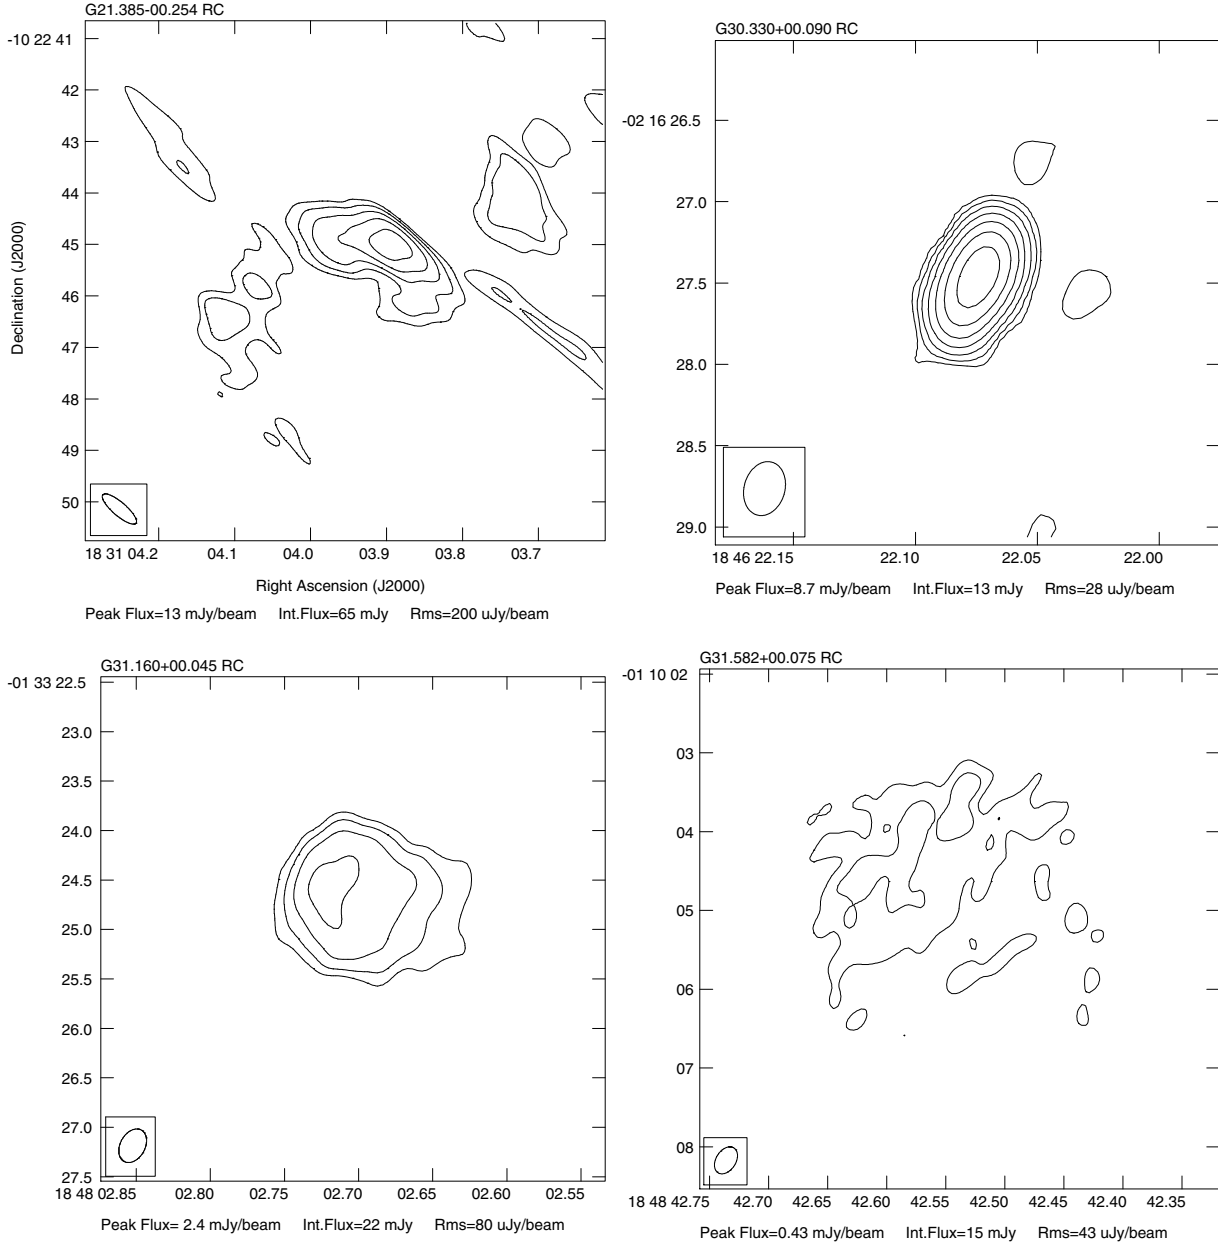 G21.385-00.254 RC
-10 22 41
42
43
44
45
46
47
48
49
50
Declination (J2000)
18 31 04.2 04.1 04.0 03.9 03.8 03.7
Right Ascension (J2000)
Peak Flux=13 mJy/beam Int.Flux=65 mJy Rms=200 uJy/beam
G30.330+00.090 RC
-02 16 26.5
27.0
27.5
28.0
28.5
29.0
18 46 22.15 22.10 22.05 22.00
Peak Flux=8.7 mJy/beam Int.Flux=13 mJy Rms=28 uJy/beam
G31.160+00.045 RC
-01 33 22.5
23.0
23.5
24.0
24.5
25.0
25.5
26.0
26.5
27.0
27.5
18 48 02.85 02.80 02.75 02.70 02.65 02.60 02.55
Peak Flux= 2.4 mJy/beam Int.Flux=22 mJy Rms=80 uJy/beam
G31.582+00.075 RC
-01 10 02
03
04
05
06
07
08
18 48 42.75 42.70 42.65 42.60 42.55 42.50 42.45 42.40 42.35
Peak Flux=0.43 mJy/beam Int.Flux=15 mJy Rms=43 uJy/beam